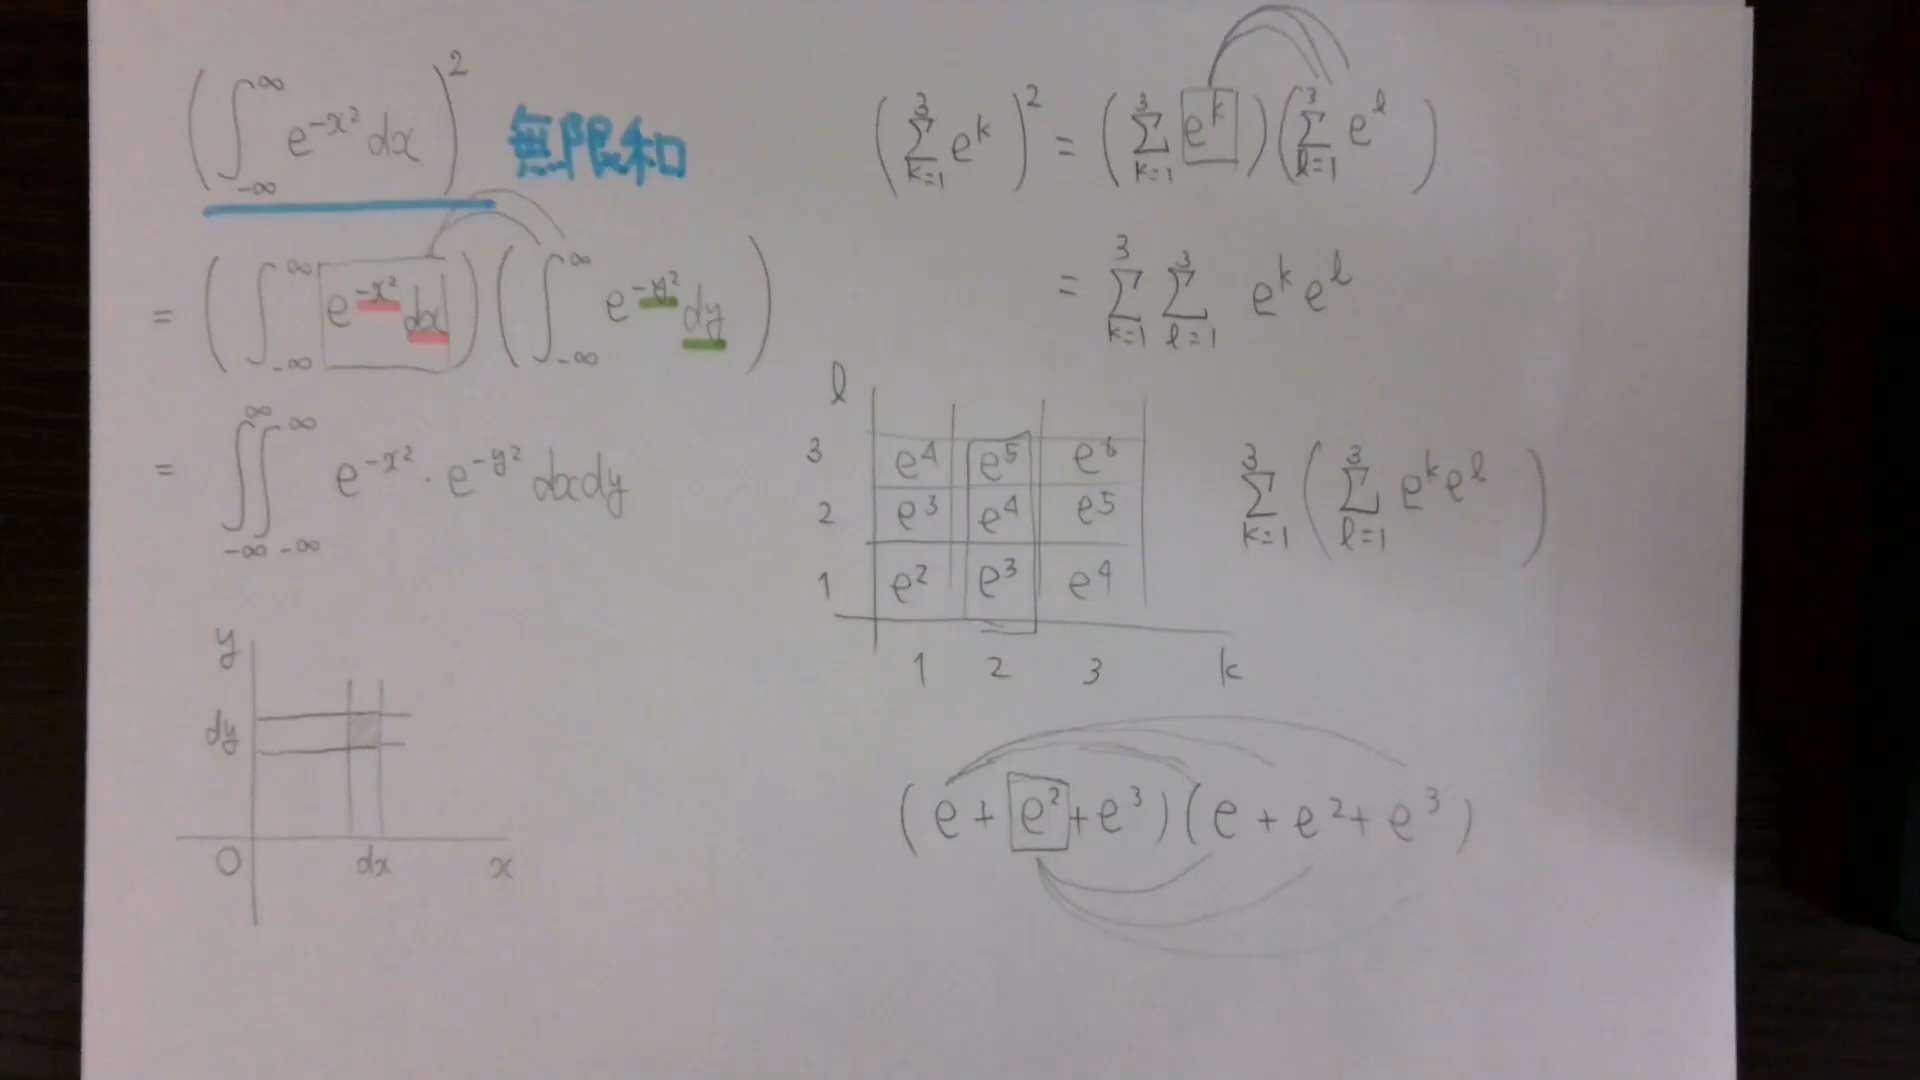 (∫_{-∞}^{∞} e^{-x²} dx)² 無限和
= (∫_{-∞}^{∞} e^{-x²} dx)(∫_{-∞}^{∞} e^{-y²} dy)
= ∫_{-∞}^{∞}∫_{-∞}^{∞} e^{-x²}・e^{-y²} dxdy
y
dy
O dx x
(Σ_{k=1}^{3} e^k)² = (Σ_{k=1}^{3} e^k)(Σ_{l=1}^{3} e^l)
= Σ_{k=1}^{3} Σ_{l=1}^{3} e^k e^l
l
3 e⁴ e⁵ e⁶
2 e³ e⁴ e⁵
1 e² e³ e⁴
1 2 3 k
Σ_{k=1}^{3} (Σ_{l=1}^{3} e^k e^l)
(e + e² + e³)(e + e² + e³)